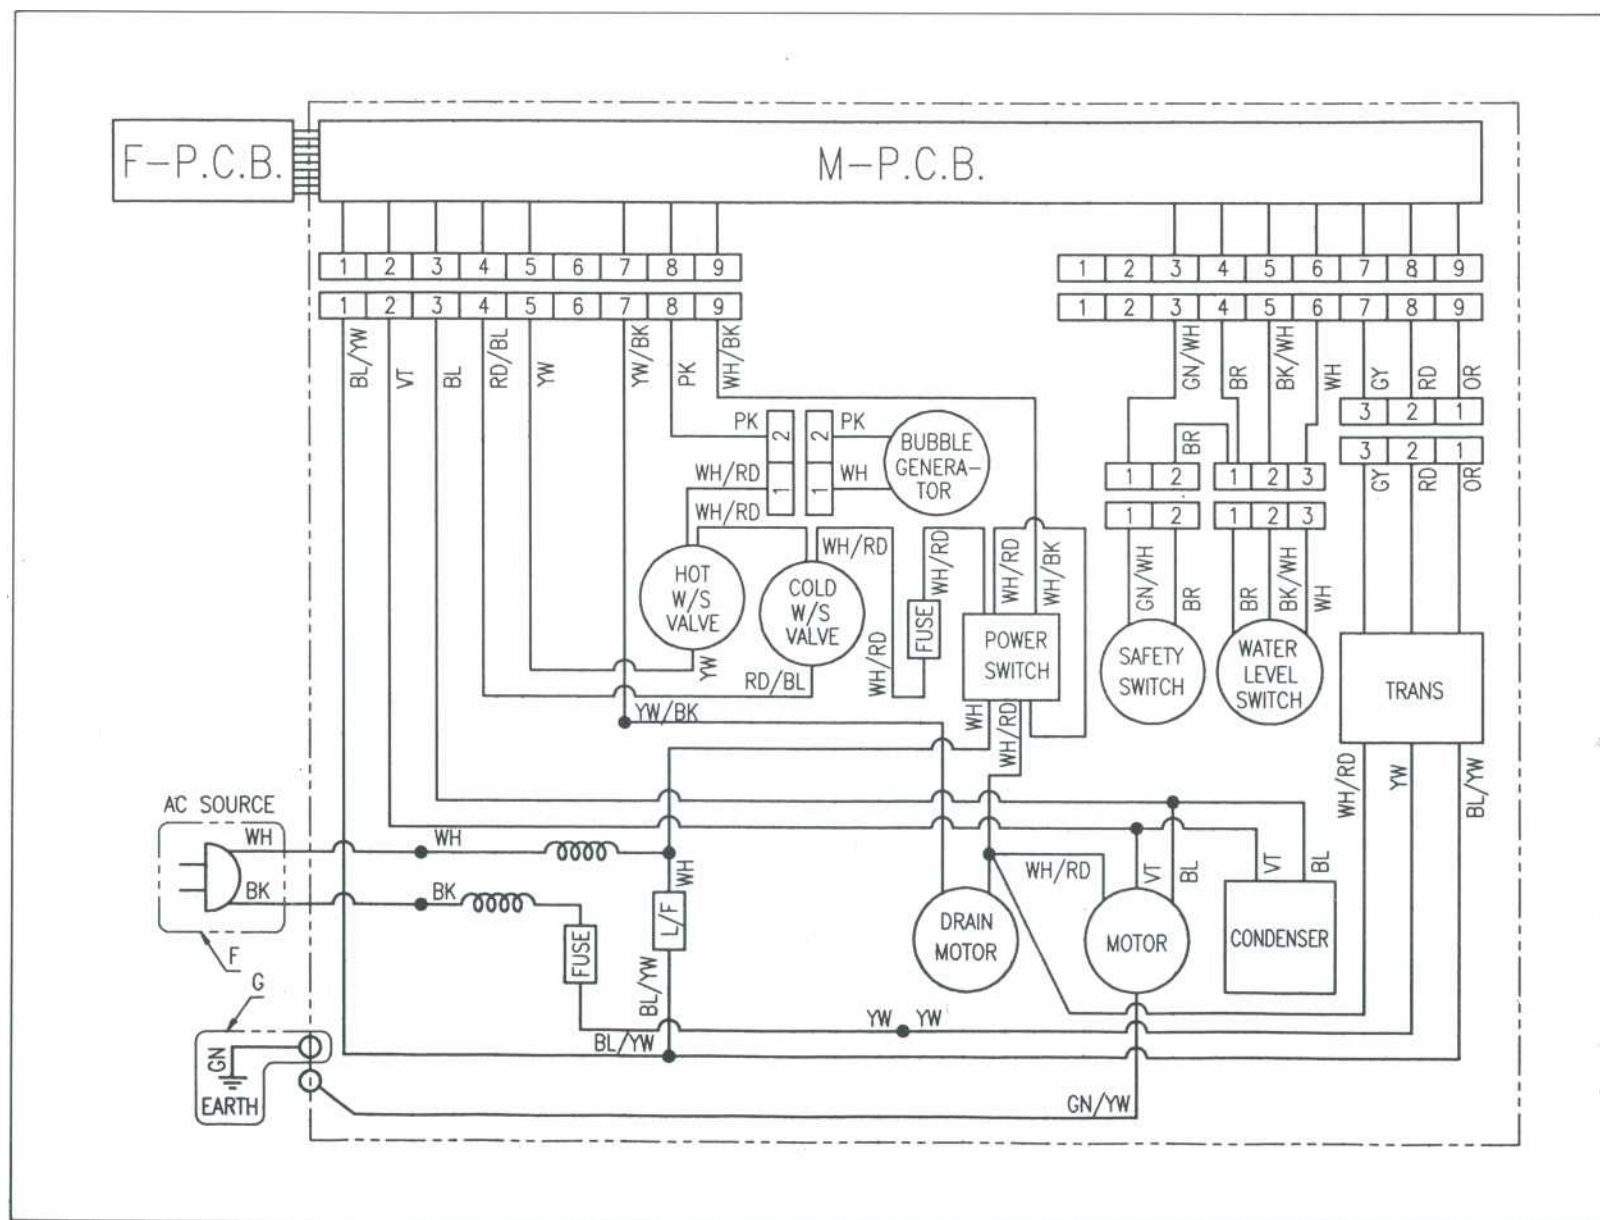 F-P.C.B.
M-P.C.B.
1 2 3 4 5 6 7 8 9
1 2 3 4 5 6 7 8 9
1 2 3 4 5 6 7 8 9
1 2 3 4 5 6 7 8 9
BL/YW
VT
BL
RD/BL
YW
YW/BK
PK
WH/BK
GN/WH
BR
BK/WH
WH
GY
RD
OR
3 2 1
3 2 1
GY
RD
OR
PK
2
2
PK
WH/RD
1
1
WH
BUBBLE
GENERA-
TOR
BR
1 2
1 2 3
1 2
1 2 3
WH/RD
WH/RD
WH/RD
WH/RD
WH/BK
GN/WH
BR
BR
BK/WH
WH
HOT
W/S
VALVE
COLD
W/S
VALVE
FUSE
POWER
SWITCH
SAFETY
SWITCH
WATER
LEVEL
SWITCH
TRANS
YW
RD/BL
WH/RD
YW/BK
WH
WH/RD
WH/RD
YW
BL/YW
AC SOURCE
WH
WH
BK
BK
WH
L/F
FUSE
BL/YW
WH/RD
VT
BL
VT
BL
DRAIN
MOTOR
MOTOR
CONDENSER
F
G
YW
YW
BL/YW
GN
EARTH
GN/YW